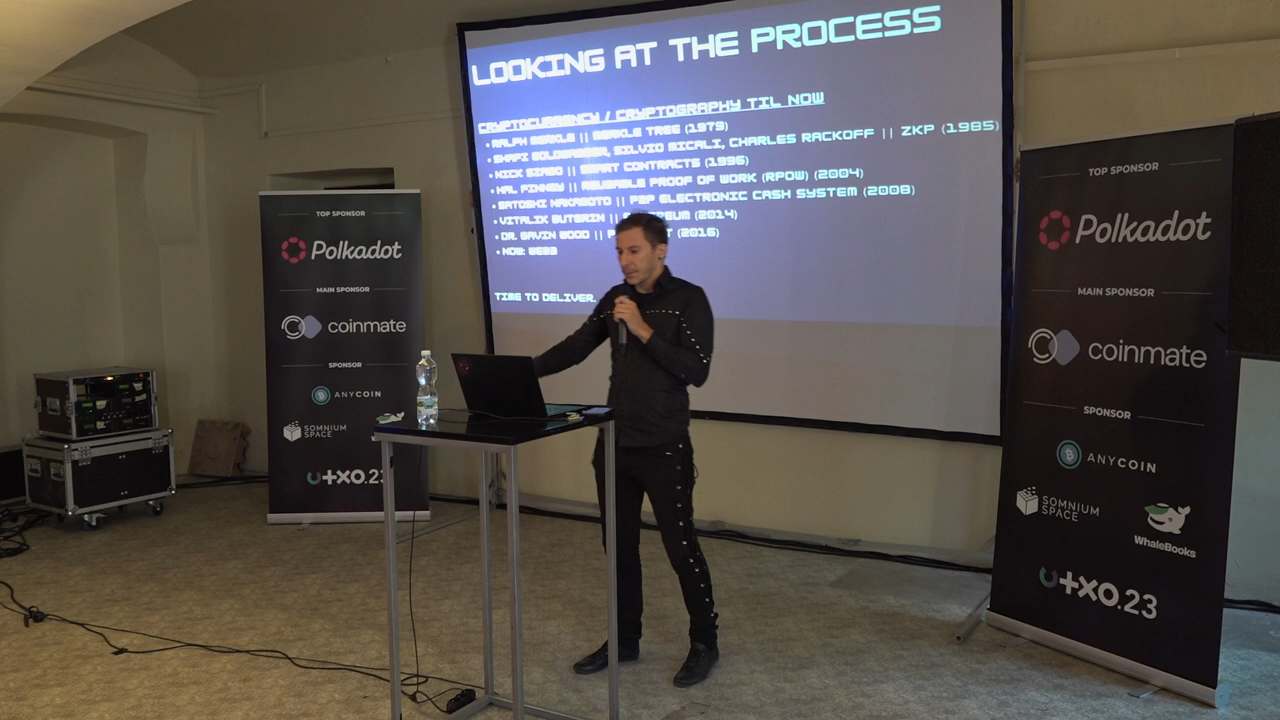 LOOKING AT THE PROCESS
CRYPTOCURRENCY / CRYPTOGRAPHY TIL NOW
• RALPH MERKLE || MERKLE TREE (1979)
• SHAFI GOLDWASSER, SILVIO MICALI, CHARLES RACKOFF || ZKP (1985)
• NICK SZABO || SMART CONTRACTS (1996)
• HAL FINNEY || REUSABLE PROOF OF WORK (RPOW) (2004)
• SATOSHI NAKAMOTO || P2P ELECTRONIC CASH SYSTEM (2008)
• VITALIK BUTERIN || (2014)
• DR. GAVIN WOOD || (2016)
• NOW: WEB3
TIME TO DELIVER.
TOP SPONSOR
Polkadot
MAIN SPONSOR
coinmate
SPONSOR
ANYCOIN
SOMNIUM
SPACE
UTXO.23
TOP SPONSOR
Polkadot
MAIN SPONSOR
coinmate
SPONSOR
ANYCOIN
SOMNIUM
SPACE
WhaleBooks
UTXO.23